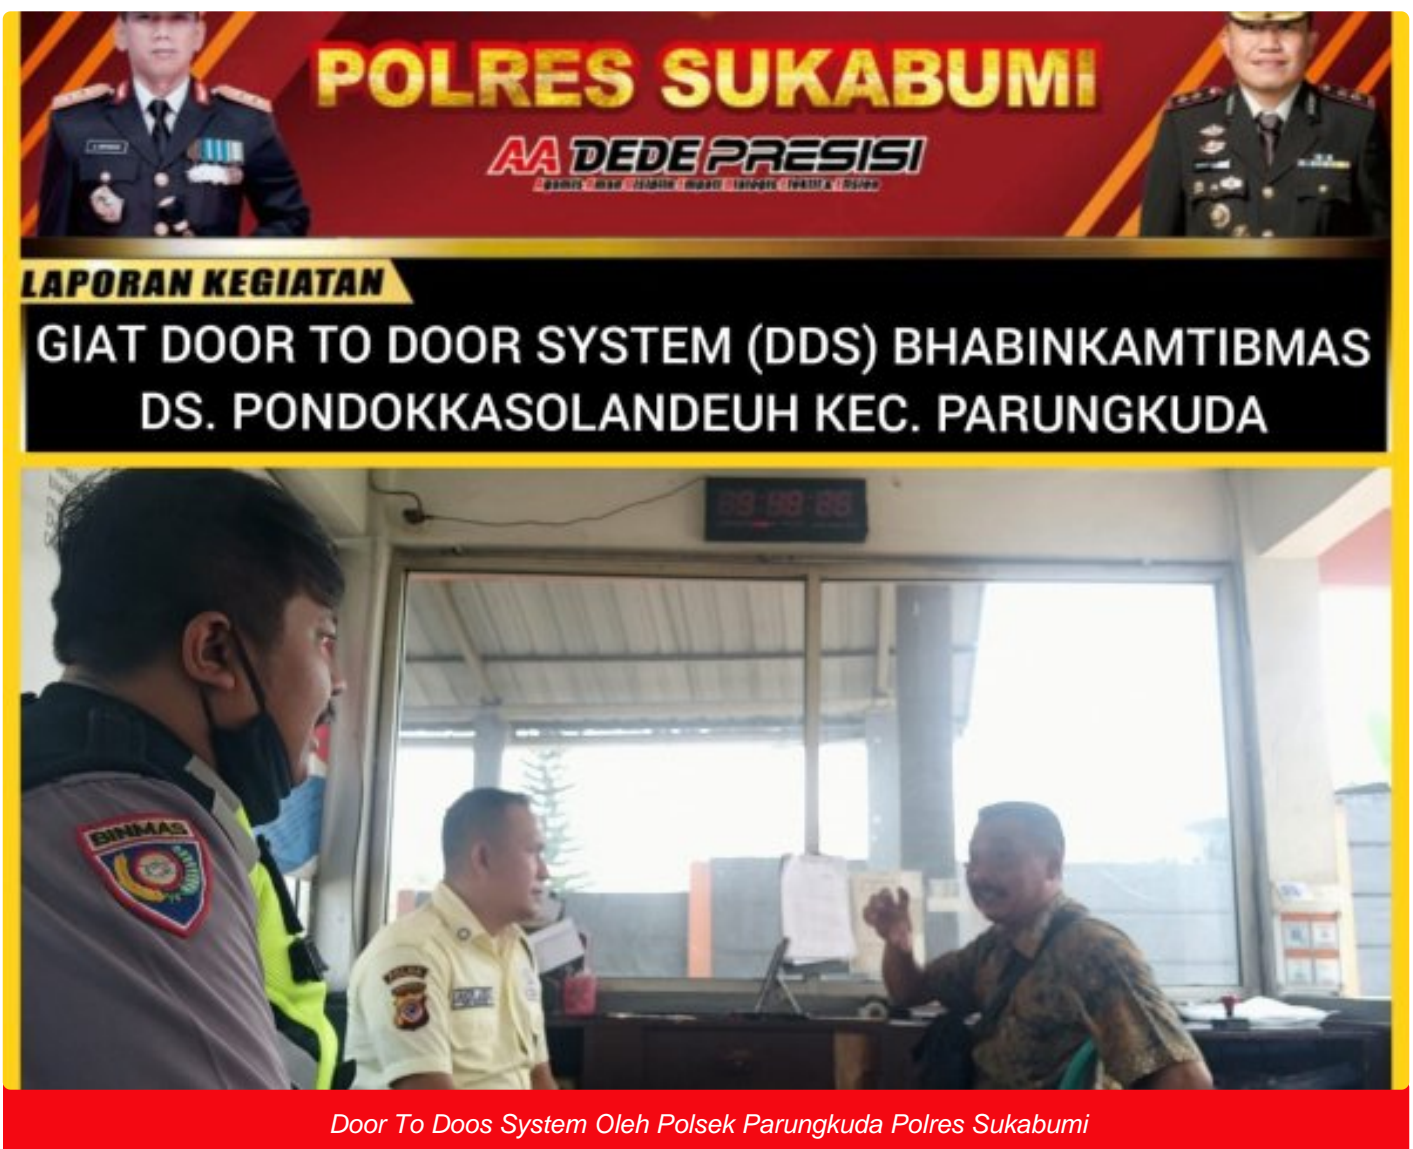 POLRES SUKABUMI
AA DEDE PRESISI
LAPORAN KEGIATAN
GIAT DOOR TO DOOR SYSTEM (DDS) BHABINKAMTIBMAS
DS. PONDOKKASOLANDEUH KEC. PARUNGKUDA
BINMAS
Door To Doos System Oleh Polsek Parungkuda Polres Sukabumi